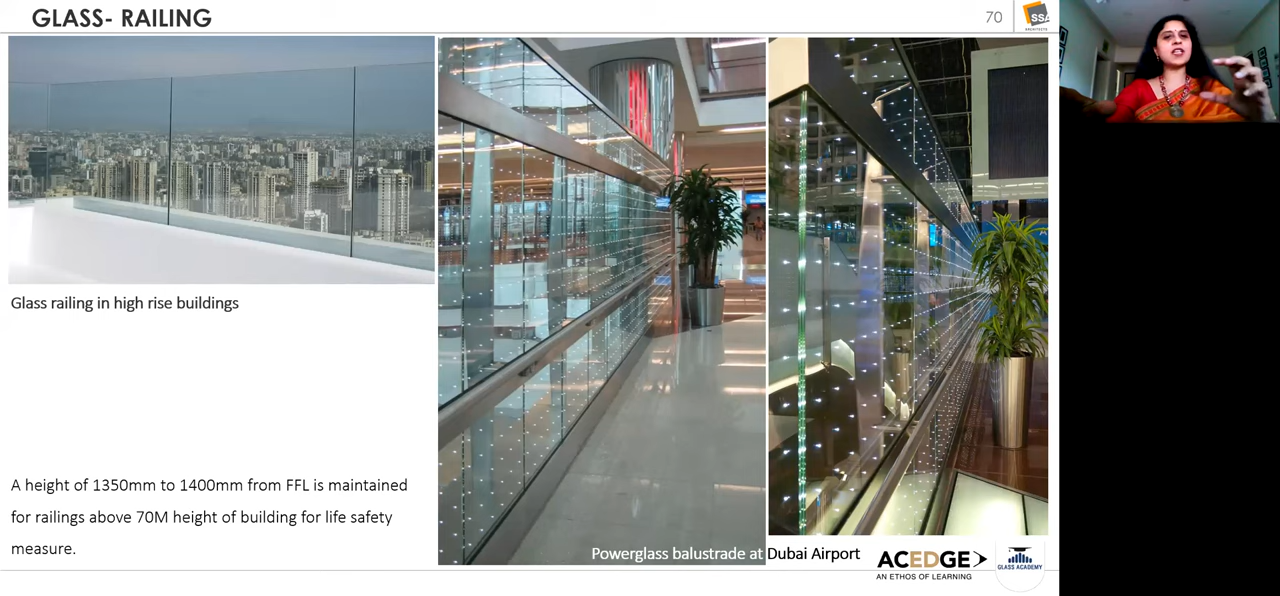 GLASS- RAILING
70
SSA
ARCHITECTS
Glass railing in high rise buildings
A height of 1350mm to 1400mm from FFL is maintained
for railings above 70M height of building for life safety
measure.
Powerglass balustrade at Dubai Airport
ACEDGE
AN ETHOS OF LEARNING
GLASS ACADEMY